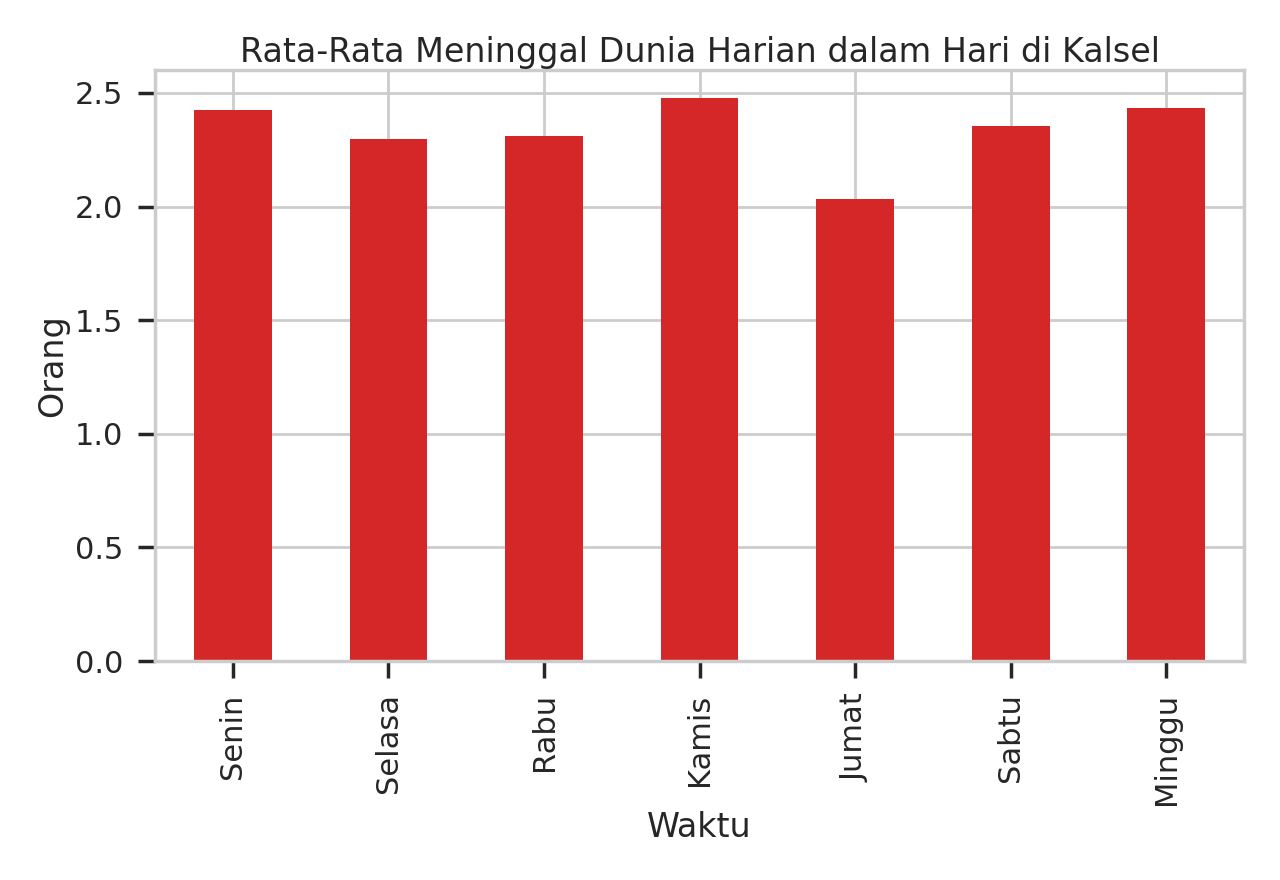 Rata-Rata Meninggal Dunia Harian dalam Hari di Kalsel
2.5
2.0
1.5
1.0
0.5
0.0
Orang
Senin
Selasa
Rabu
Kamis
Jumat
Sabtu
Minggu
Waktu